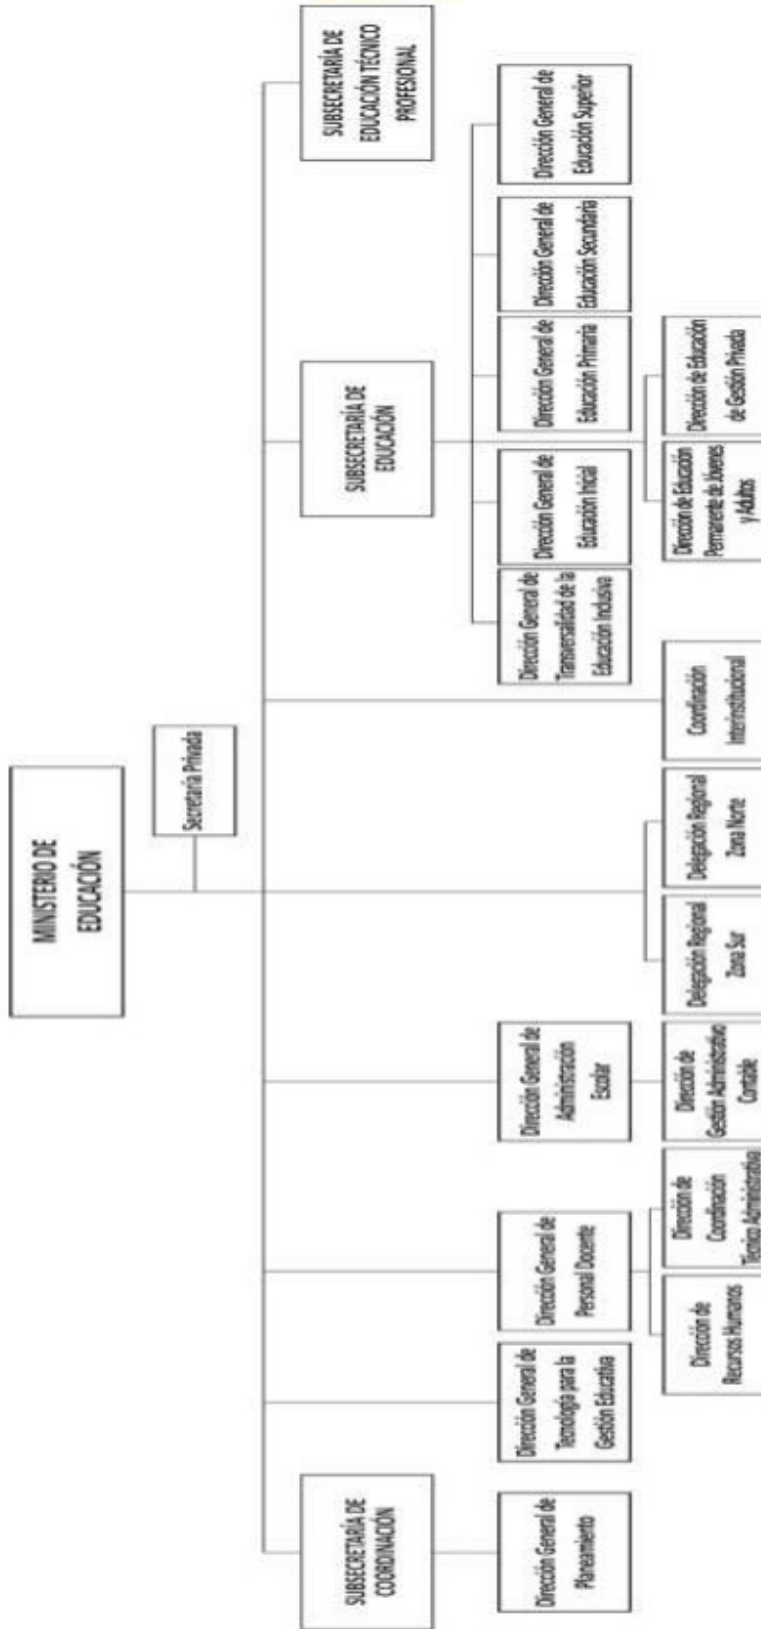 MINISTERIO DE
EDUCACIÓN
Secretaría Privada
SUBSECRETARÍA DE
COORDINACIÓN
SUBSECRETARÍA DE
EDUCACIÓN
SUBSECRETARÍA DE
EDUCACIÓN TÉCNICO
PROFESIONAL
Dirección General de
Planeamiento
Dirección General de
Tecnología para la
Gestión Educativa
Dirección General de
Personal Docente
Dirección General de
Administración
Escolar
Dirección General de
Transversalidad de la
Educación Inclusiva
Dirección General de
Educación Inicial
Dirección General de
Educación Primaria
Dirección General de
Educación Secundaria
Dirección General de
Educación Superior
Dirección de
Recursos Humanos
Dirección de
Coordinación
Técnico Administrativa
Dirección de
Gestión Administrativo
Contable
Delegación Regional
Zona Sur
Delegación Regional
Zona Norte
Coordinación
Interinstitucional
Dirección de Educación
Permanente de Jóvenes
y Adultos
Dirección de Educación
de Gestión Privada